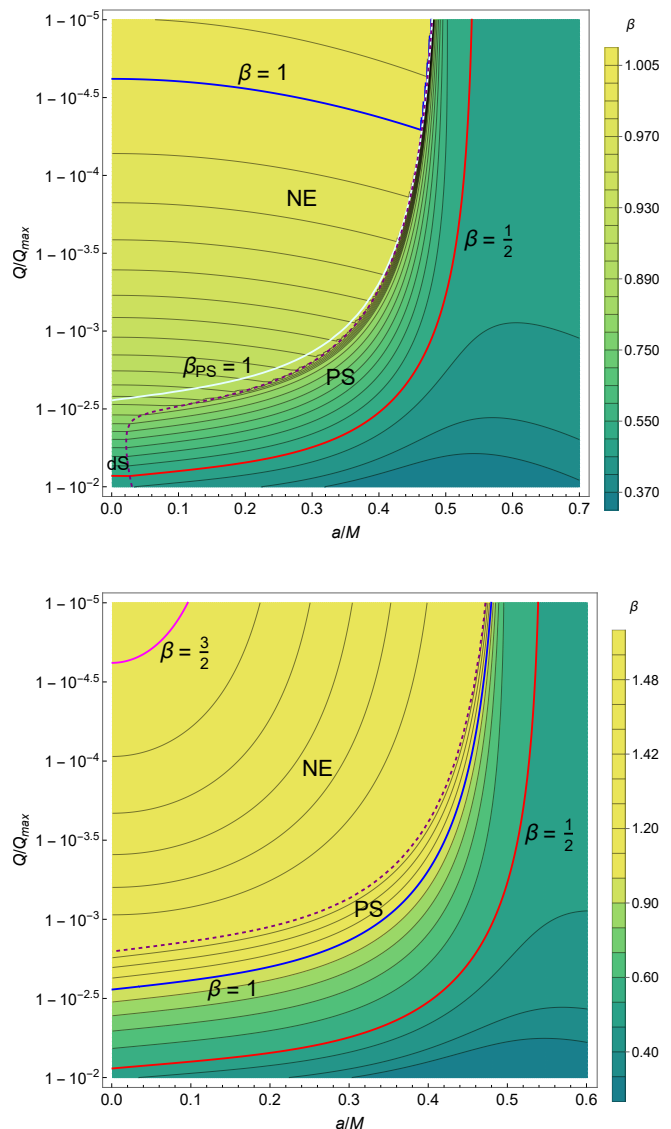 β
1 – 10⁻⁵
1 – 10⁻⁴·⁵
1 – 10⁻⁴
1 – 10⁻³·⁵
1 – 10⁻³
1 – 10⁻²·⁵
1 – 10⁻²
Q/Q_max
β = 1
NE
β = 1/2
β_PS = 1
PS
dS
1.005
0.970
0.930
0.890
0.750
0.550
0.370
0.0 0.1 0.2 0.3 0.4 0.5 0.6 0.7
a/M
β
1 – 10⁻⁵
1 – 10⁻⁴·⁵
1 – 10⁻⁴
1 – 10⁻³·⁵
1 – 10⁻³
1 – 10⁻²·⁵
1 – 10⁻²
Q/Q_max
β = 3/2
NE
β = 1/2
PS
β = 1
1.48
1.42
1.20
0.90
0.60
0.40
0.0 0.1 0.2 0.3 0.4 0.5 0.6
a/M